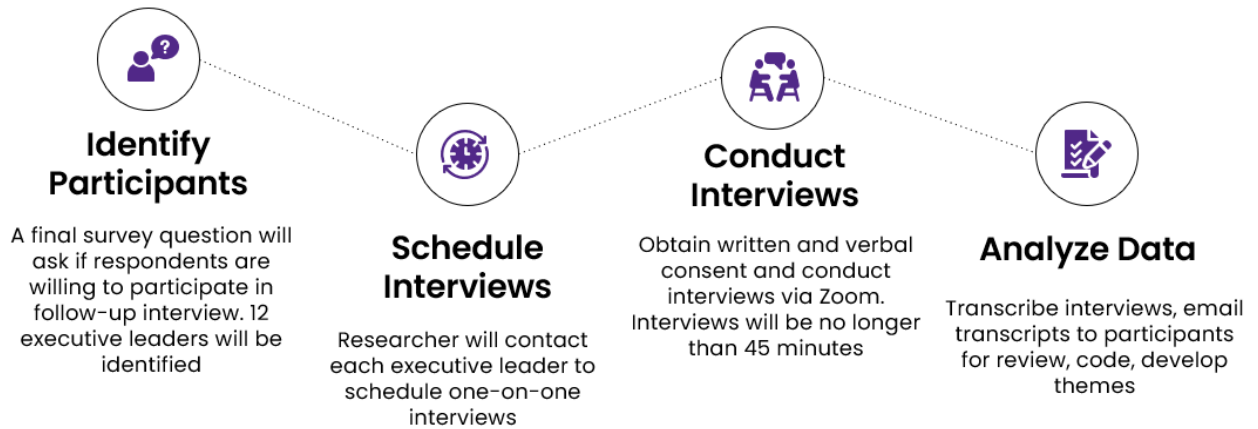 Identify
Participants
A final survey question will
ask if respondents are
willing to participate in
follow-up interview. 12
executive leaders will be
identified
Schedule
Interviews
Researcher will contact
each executive leader to
schedule one-on-one
interviews
Conduct
Interviews
Obtain written and verbal
consent and conduct
interviews via Zoom.
Interviews will be no longer
than 45 minutes
Analyze Data
Transcribe interviews, email
transcripts to participants
for review, code, develop
themes